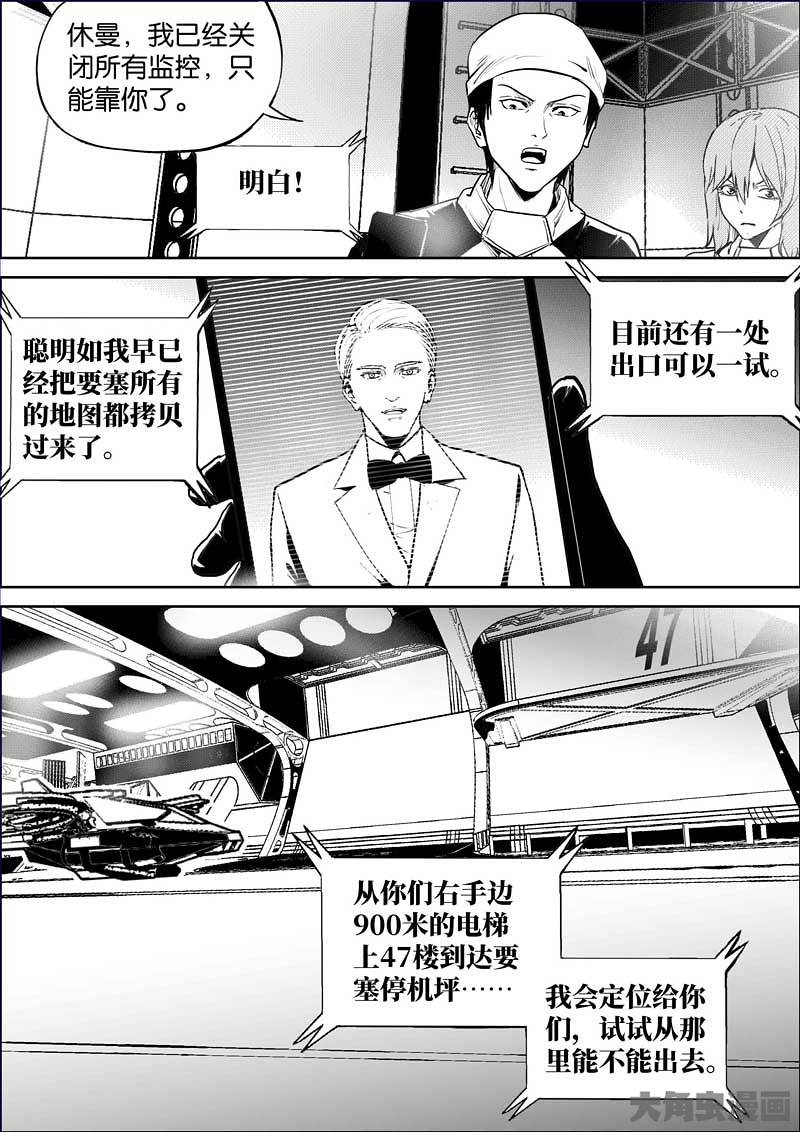 休曼，我已经关
闭所有监控，只
能靠你了。
明白！
聪明如我早已
经把要塞所有
的地图都拷贝
过来了。
目前还有一处
出口可以一试。
47
从你们右手边
900米的电梯
上47楼到达要
塞停机坪……
我会定位给你
们，试试从那
里能不能出去。
大角虫漫画